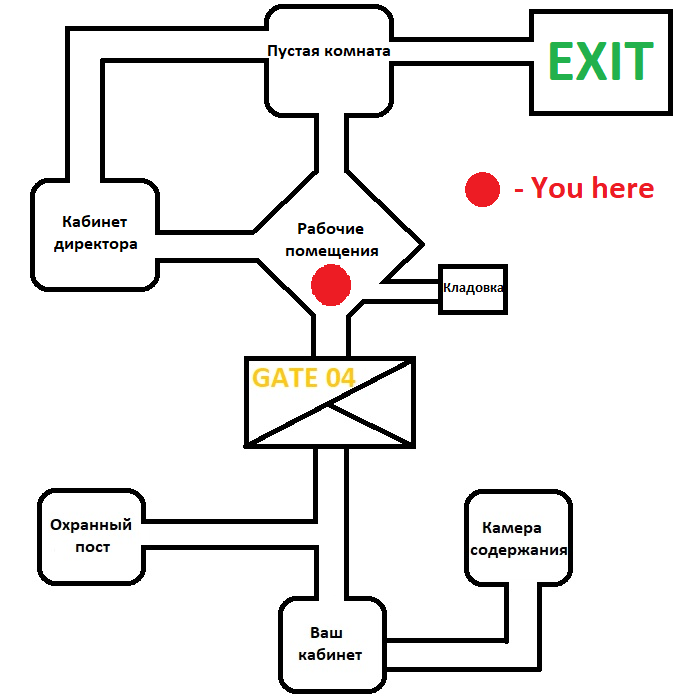 Пустая комната
EXIT
Кабинет
директора
- You here
Рабочие
помещения
Кладовка
GATE 04
Охранный
пост
Камера
содержания
Ваш
кабинет